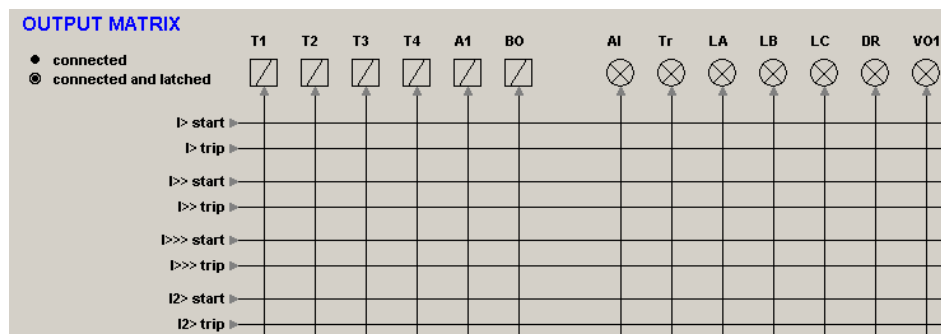 OUTPUT MATRIX
T1 T2 T3 T4 A1 BO AI Tr LA LB LC DR VO1
connected
connected and latched
I> start
I> trip
I>> start
I>> trip
I>>> start
I>>> trip
I2> start
I2> trip